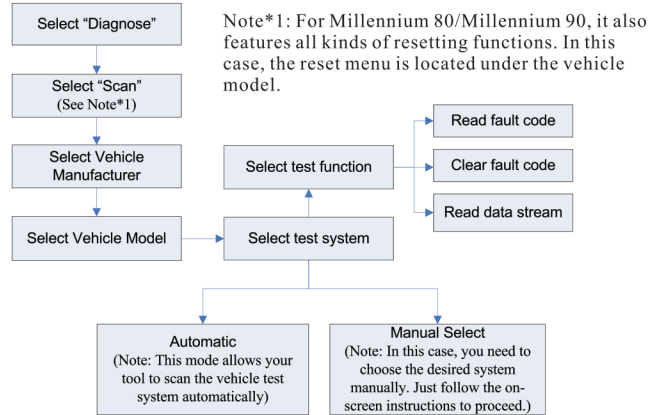 Select “Diagnose”
Note*1: For Millennium 80/Millennium 90, it also
features all kinds of resetting functions. In this
case, the reset menu is located under the vehicle
model.
Select “Scan”
(See Note*1)
Select Vehicle
Manufacturer
Select Vehicle Model
Select test system
Select test function
Read fault code
Clear fault code
Read data stream
Automatic
(Note: This mode allows your
tool to scan the vehicle test
system automatically)
Manual Select
(Note: In this case, you need to
choose the desired system
manually. Just follow the on-
screen instructions to proceed.)